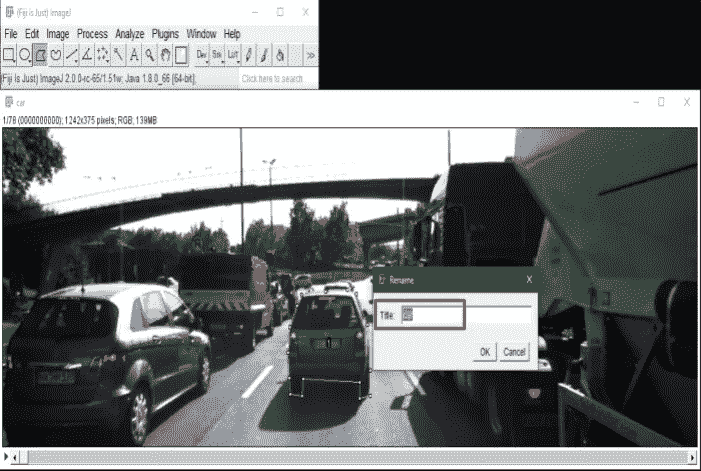 (Fiji Is Just) ImageJ
File Edit Image Process Analyze Plugins Window Help
A Dev Stk LUT >>
(Fiji Is Just) ImageJ 2.0.0-rc-65/1.51w; Java 1.8.0_66 [64-bit]; Click here to search
car
1/78 (0000000000); 1242x375 pixels; RGB; 139MB
Rename
Title:
OK Cancel